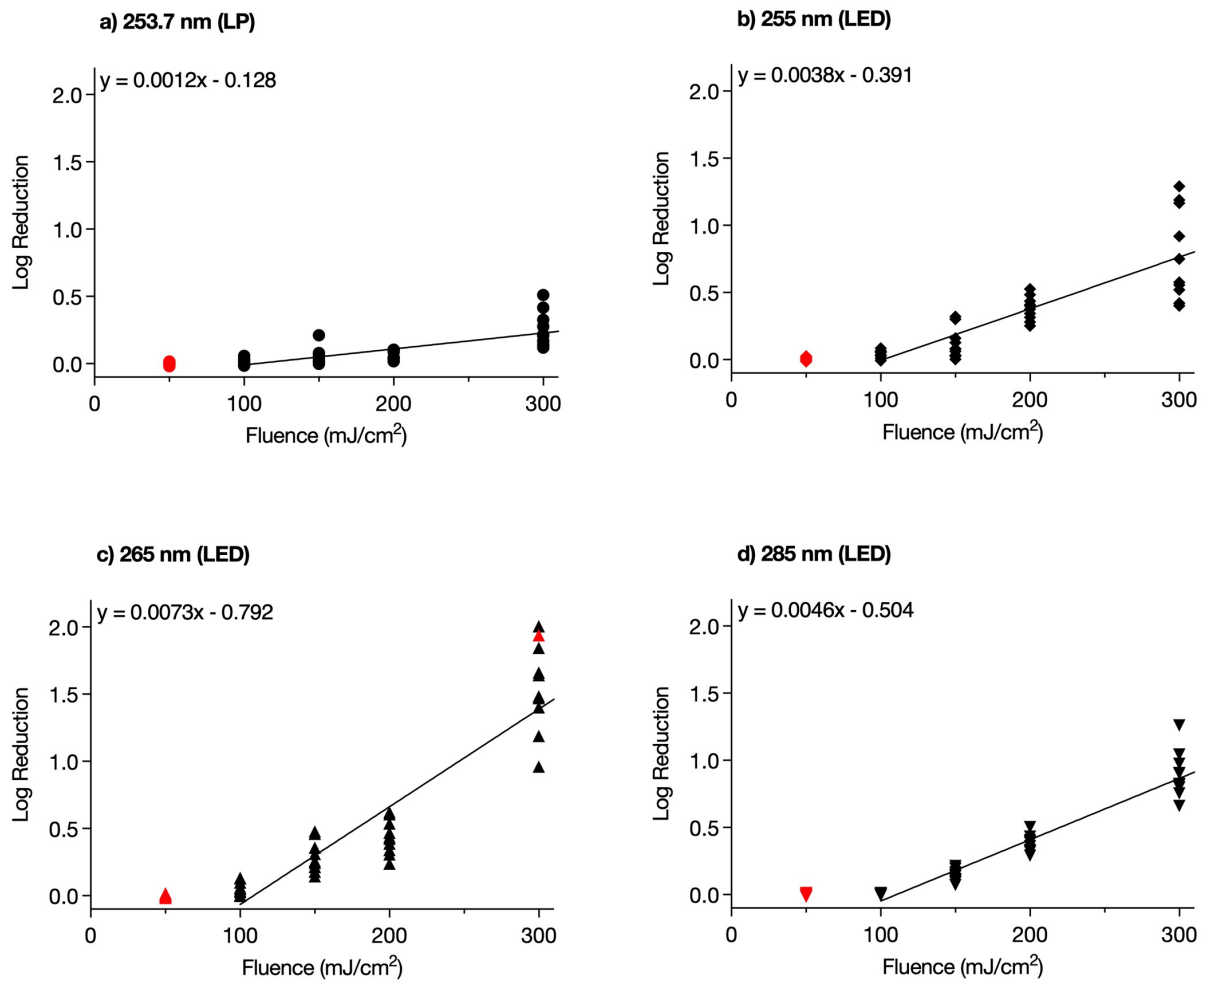 a) 253.7 nm (LP)
y = 0.0012x - 0.128
2.0
1.5
1.0
0.5
0.0
Log Reduction
0 100 200 300
Fluence (mJ/cm²)
b) 255 nm (LED)
y = 0.0038x - 0.391
2.0
1.5
1.0
0.5
0.0
Log Reduction
0 100 200 300
Fluence (mJ/cm²)
c) 265 nm (LED)
y = 0.0073x - 0.792
2.0
1.5
1.0
0.5
0.0
Log Reduction
0 100 200 300
Fluence (mJ/cm²)
d) 285 nm (LED)
y = 0.0046x - 0.504
2.0
1.5
1.0
0.5
0.0
Log Reduction
0 100 200 300
Fluence (mJ/cm²)